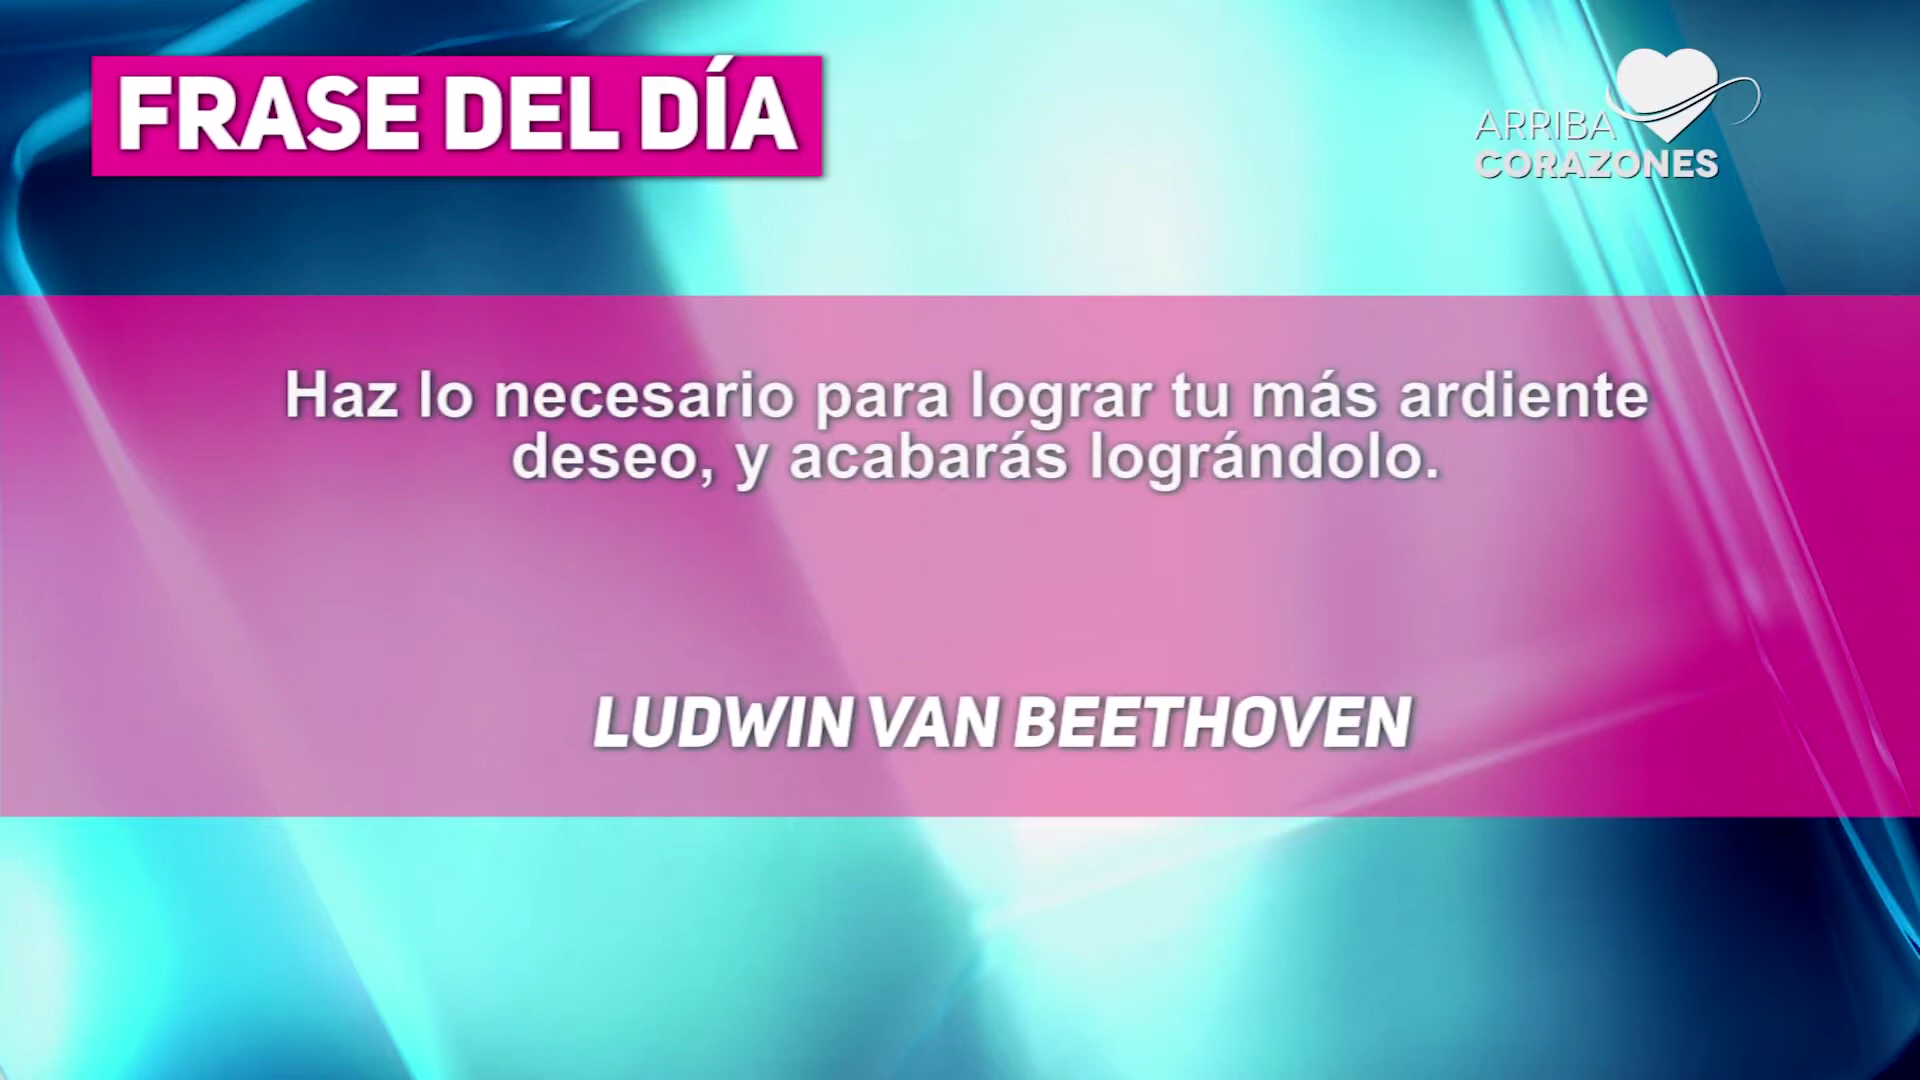 FRASE DEL DÍA
ARRIBA
CORAZONES
Haz lo necesario para lograr tu más ardiente
deseo, y acabarás lográndolo.
LUDWIN VAN BEETHOVEN